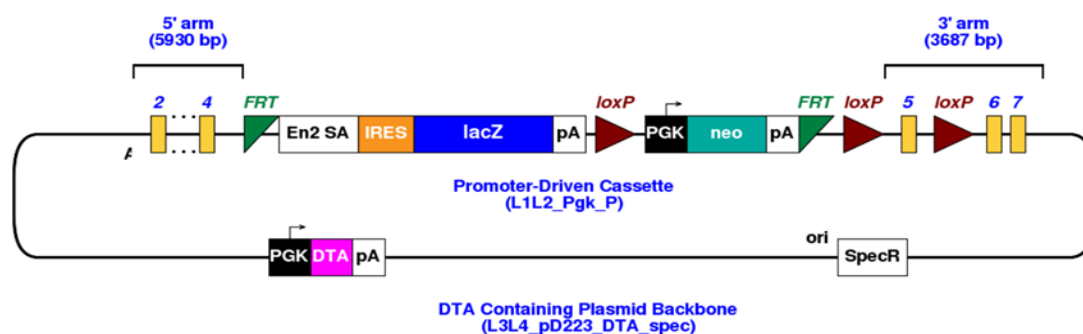 5' arm
(5930 bp)
3' arm
(3687 bp)
2 ... 4 FRT loxP FRT loxP 5 loxP 6 7
En2 SA IRES lacZ pA PGK neo pA
Promoter-Driven Cassette
(L1L2_Pgk_P)
PGK DTA pA
ori
SpecR
DTA Containing Plasmid Backbone
(L3L4_pD223_DTA_spec)